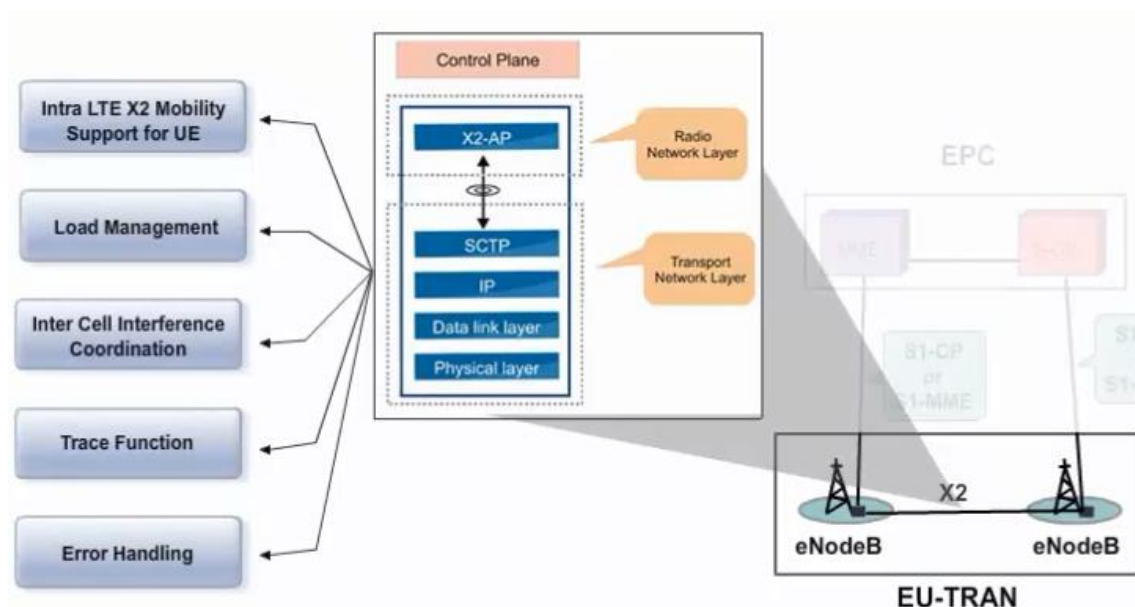 Control Plane
Intra LTE X2 Mobility
Support for UE
Load Management
Inter Cell Interference
Coordination
Trace Function
Error Handling
X2-AP
SCTP
IP
Data link layer
Physical layer
Radio
Network Layer
Transport
Network Layer
EPC
MME
S1-CP
or
S1-MME
X2
eNodeB
eNodeB
EU-TRAN